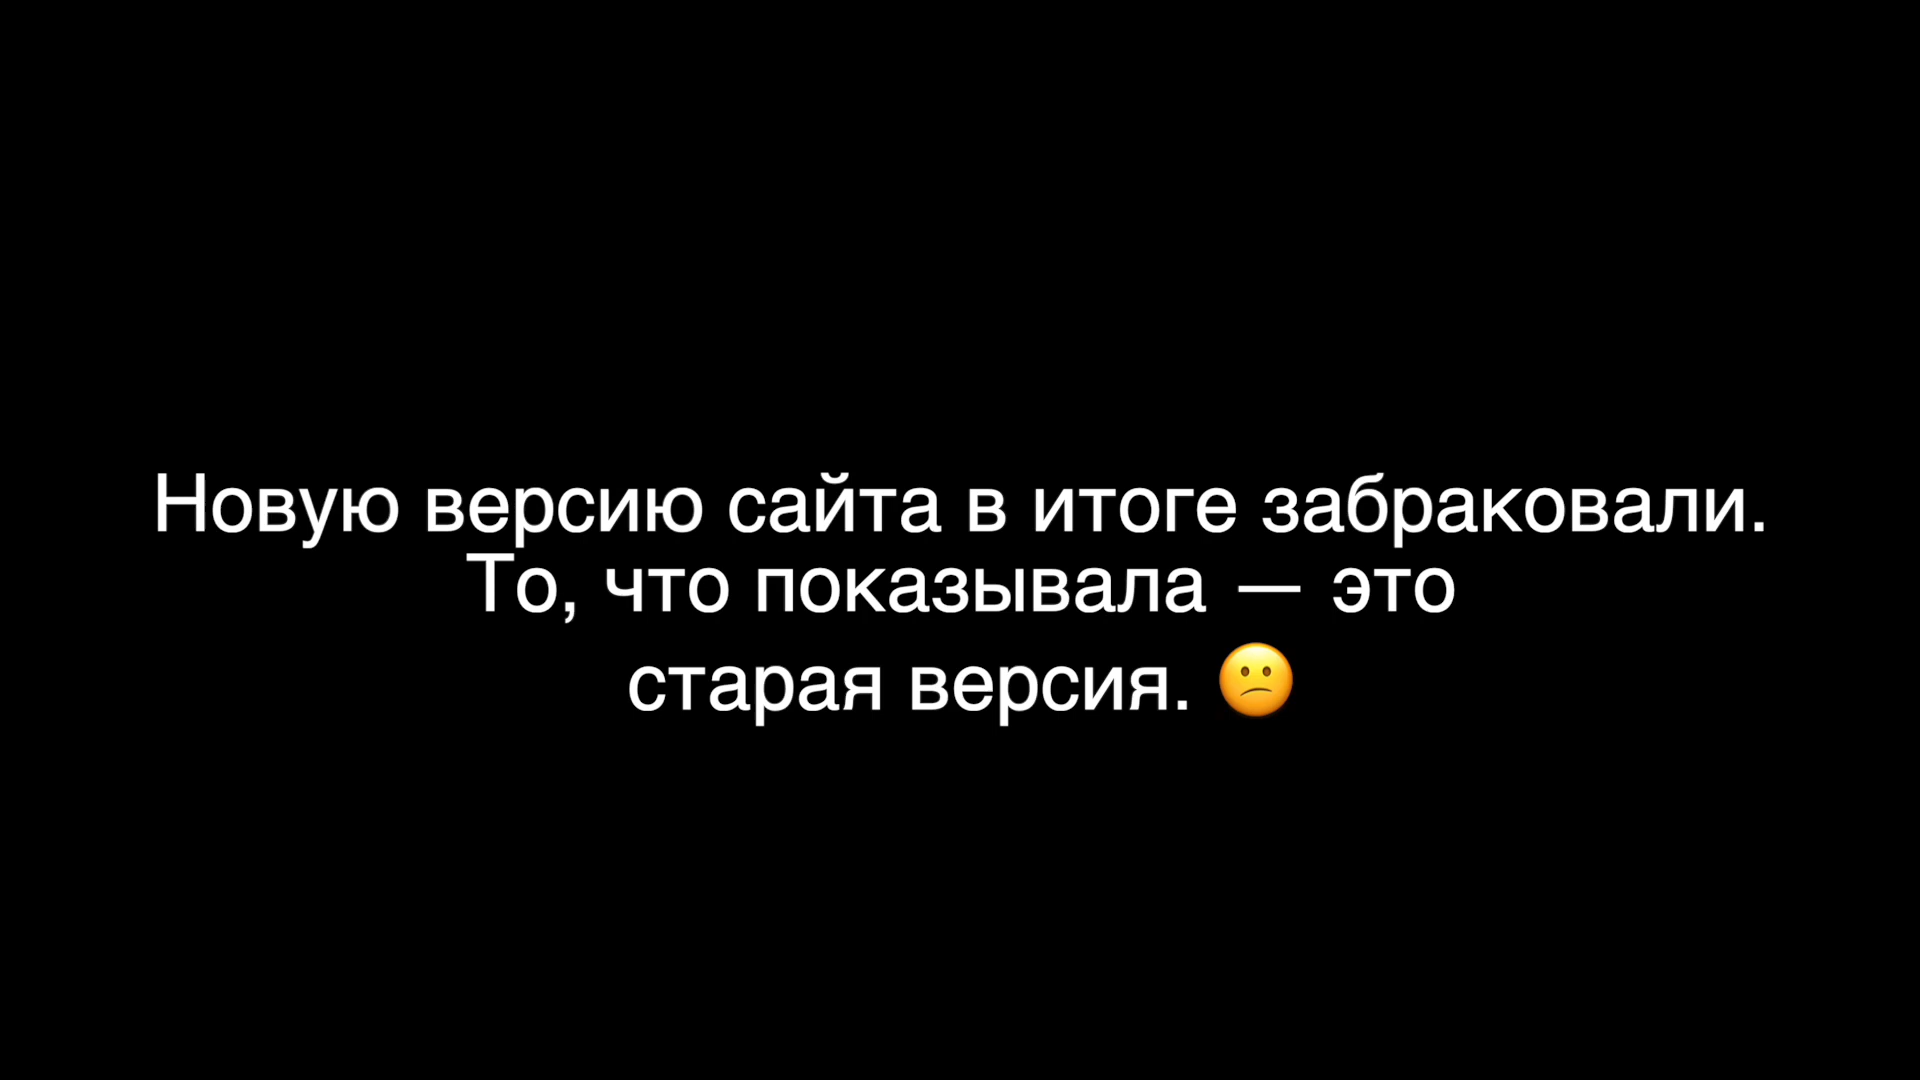 Новую версию сайта в итоге забраковали.
То, что показывала — это
старая версия. 😕